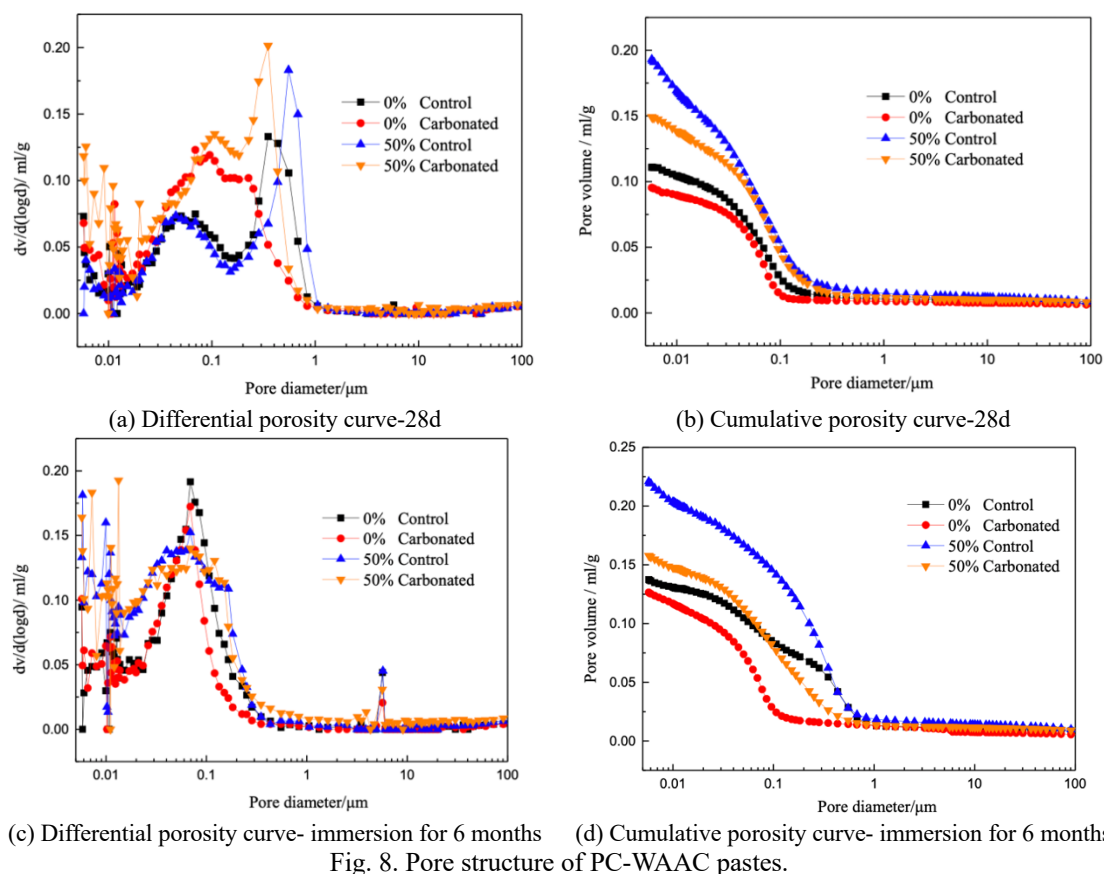 0.20
0.15
0.10
0.05
0.00
dv/d(logd)/ ml/g
0% Control
0% Carbonated
50% Control
50% Carbonated
0.01 0.1 1 10 100
Pore diameter/μm
(a) Differential porosity curve-28d
0.20
0.15
0.10
0.05
0.00
Pore volume / ml/g
0% Control
0% Carbonated
50% Control
50% Carbonated
0.01 0.1 1 10 100
Pore diameter/μm
(b) Cumulative porosity curve-28d
0.20
0.15
0.10
0.05
0.00
dv/d(logd)/ ml/g
0% Control
0% Carbonated
50% Control
50% Carbonated
0.01 0.1 1 10 100
Pore diameter/μm
(c) Differential porosity curve- immersion for 6 months
0.25
0.20
0.15
0.10
0.05
0.00
Pore volume / ml/g
0% Control
0% Carbonated
50% Control
50% Carbonated
0.01 0.1 1 10 100
Pore diameter/μm
(d) Cumulative porosity curve- immersion for 6 months
Fig. 8. Pore structure of PC-WAAC pastes.